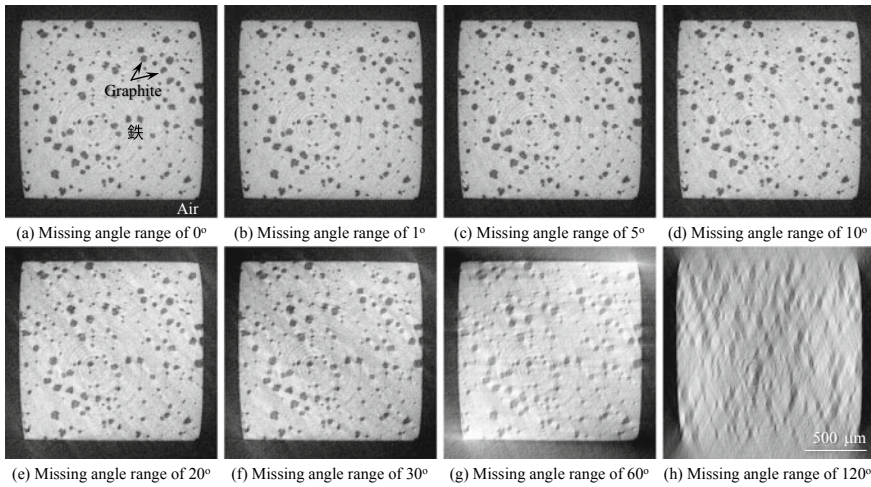 Graphite
鉄
Air
(a) Missing angle range of 0°
(b) Missing angle range of 1°
(c) Missing angle range of 5°
(d) Missing angle range of 10°
500 μm
(e) Missing angle range of 20°
(f) Missing angle range of 30°
(g) Missing angle range of 60°
(h) Missing angle range of 120°